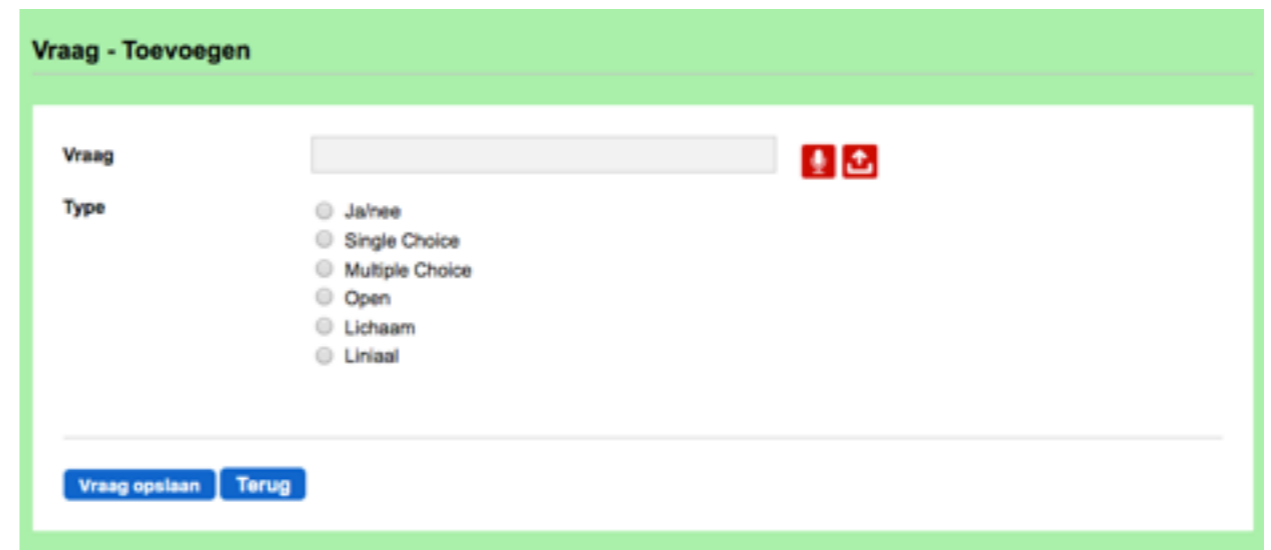 Vraag - Toevoegen
Vraag
Type
Ja/nee
Single Choice
Multiple Choice
Open
Lichaam
Liniaal
Vraag opslaan Terug